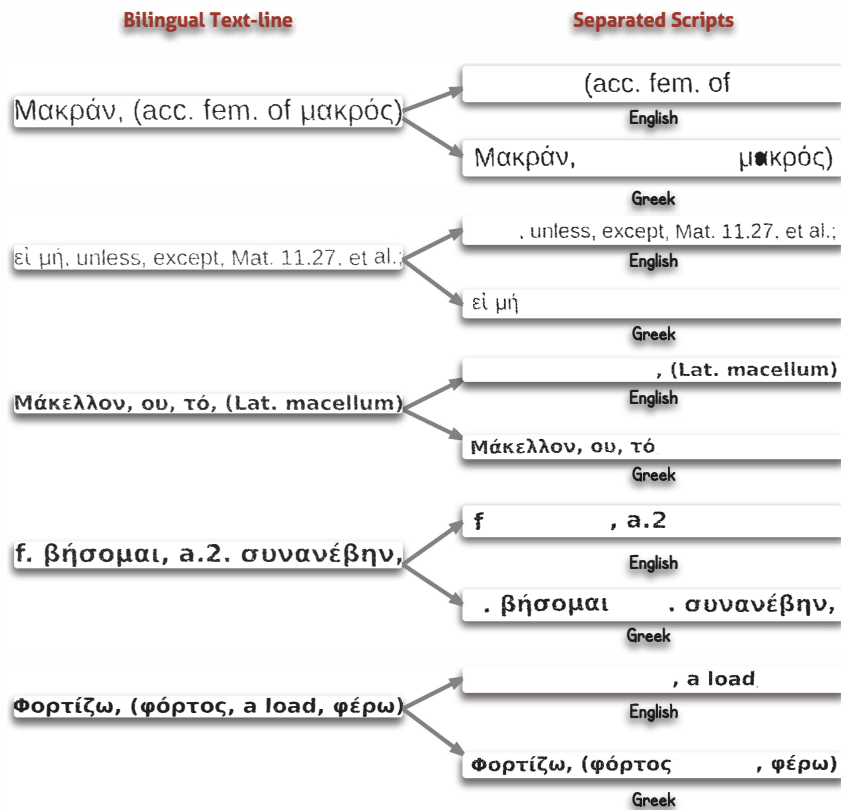 Bilingual Text-line
Separated Scripts
Μακράν, (acc. fem. of μακρός)
(acc. fem. of
English
Μακράν, μακρός)
Greek
εἰ μή, unless, except, Mat. 11.27. et al.;
, unless, except, Mat. 11.27. et al.;
English
εἰ μή
Greek
Μάκελλον, ου, τό, (Lat. macellum)
, (Lat. macellum)
English
Μάκελλον, ου, τό
Greek
f. βήσομαι, a.2. συνανέβην,
f , a.2
English
. βήσομαι . συνανέβην,
Greek
Φορτίζω, (φόρτος, a load, φέρω)
, a load
English
Φορτίζω, (φόρτος , φέρω)
Greek